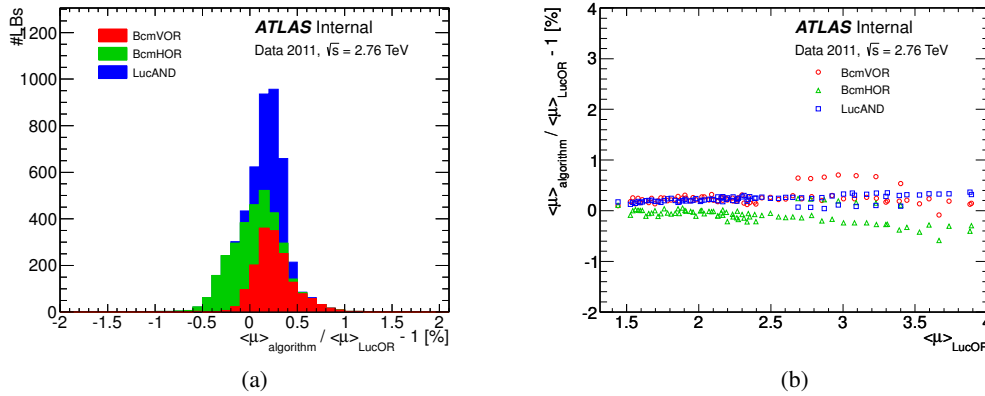 #LBs
ATLAS Internal
Data 2011, √s = 2.76 TeV
BcmVOR
BcmHOR
LucAND
1200
1000
800
600
400
200
0
-2 -1.5 -1 -0.5 0 0.5 1 1.5 2
<μ>algorithm / <μ>LucOR - 1 [%]
(a)
<μ>algorithm / <μ>LucOR - 1 [%]
ATLAS Internal
Data 2011, √s = 2.76 TeV
BcmVOR
BcmHOR
LucAND
4
3
2
1
0
-1
-2
1.5 2 2.5 3 3.5 4
<μ>LucOR
(b)